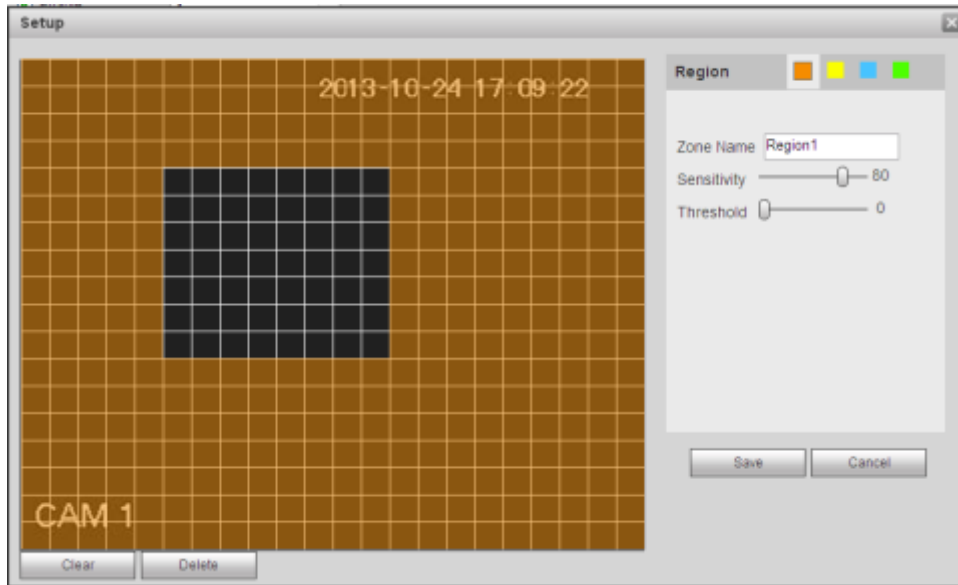 Setup
2013-10-24 17:09:22
Region
Zone Name Region1
Sensitivity 80
Threshold 0
Save Cancel
CAM 1
Clear Delete